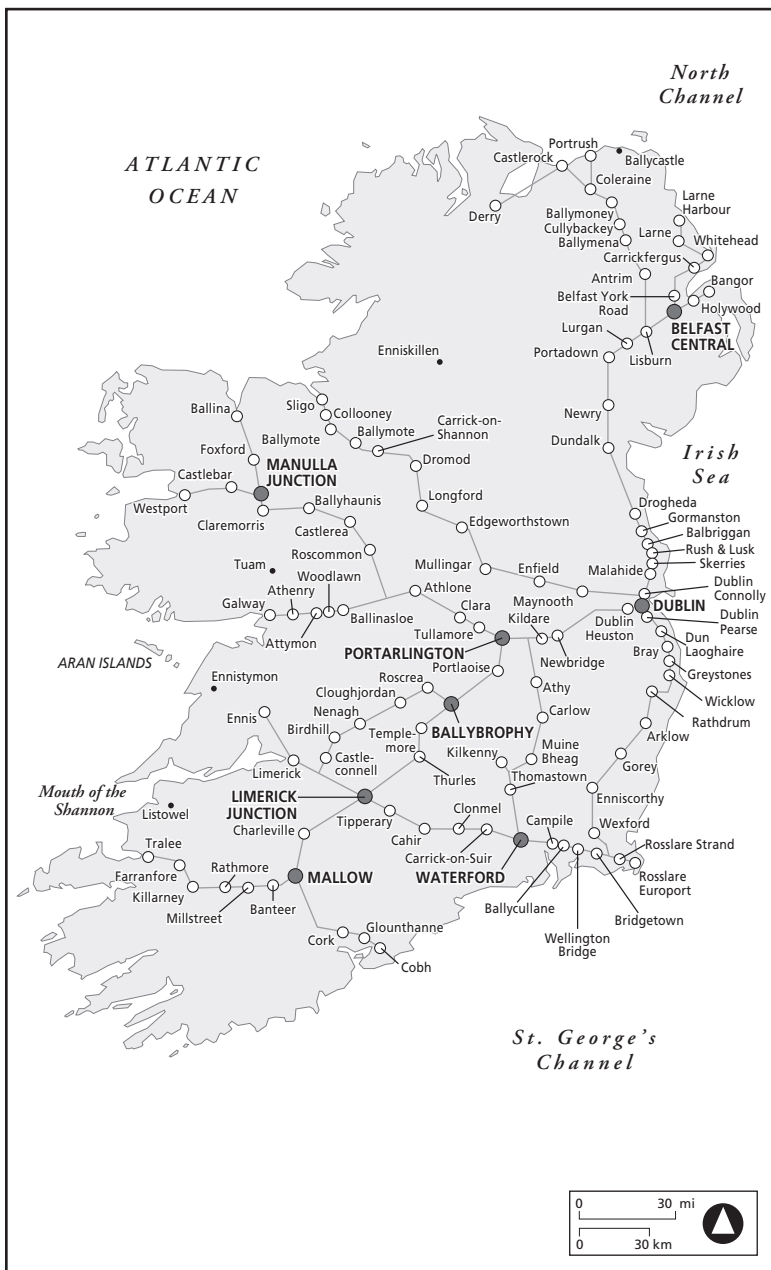 North
Channel
ATLANTIC
OCEAN
Portrush
Castlerock
Ballycastle
Coleraine
Derry
Larne
Harbour
Ballymoney
Cullybackey
Ballymena
Larne
Whitehead
Carrickfergus
Antrim
Bangor
Belfast York
Road
Holywood
Lurgan
BELFAST
CENTRAL
Portadown
Lisburn
Enniskillen
Newry
Dundalk
Irish
Sea
Ballina
Sligo
Collooney
Ballymote
Ballymote
Carrick-on-
Shannon
Foxford
Dromod
MANULLA
JUNCTION
Castlebar
Westport
Ballyhaunis
Longford
Claremorris
Castlerea
Edgeworthstown
Drogheda
Gormanston
Balbriggan
Rush & Lusk
Skerries
Roscommon
Tuam
Mullingar
Enfield
Malahide
Woodlawn
Athenry
Galway
Athlone
Dublin
Connolly
Maynooth
Clara
Kildare
DUBLIN
Ballinasloe
Attymon
Dublin
Heuston
Dublin
Pearse
Tullamore
Dun
Laoghaire
PORTARLINGTON
Newbridge
Bray
ARAN ISLANDS
Portlaoise
Greystones
Ennistymon
Roscrea
Athy
Wicklow
Cloughjordan
Rathdrum
Ennis
Nenagh
Carlow
Birdhill
BALLYBROPHY
Arklow
Temple-
more
Kilkenny
Muine
Bheag
Castle-
connell
Gorey
Limerick
Thurles
Thomastown
Mouth of the
Shannon
Enniscorthy
LIMERICK
JUNCTION
Listowel
Clonmel
Campile
Wexford
Tipperary
Charleville
Tralee
Cahir
Rosslare Strand
Carrick-on-Suir
WATERFORD
Rosslare
Europort
Farranfore
Rathmore
MALLOW
Killarney
Millstreet
Banteer
Ballycullane
Bridgetown
Wellington
Bridge
Glounthanne
Cork
Cobh
St. George's
Channel
0 30 mi
0 30 km